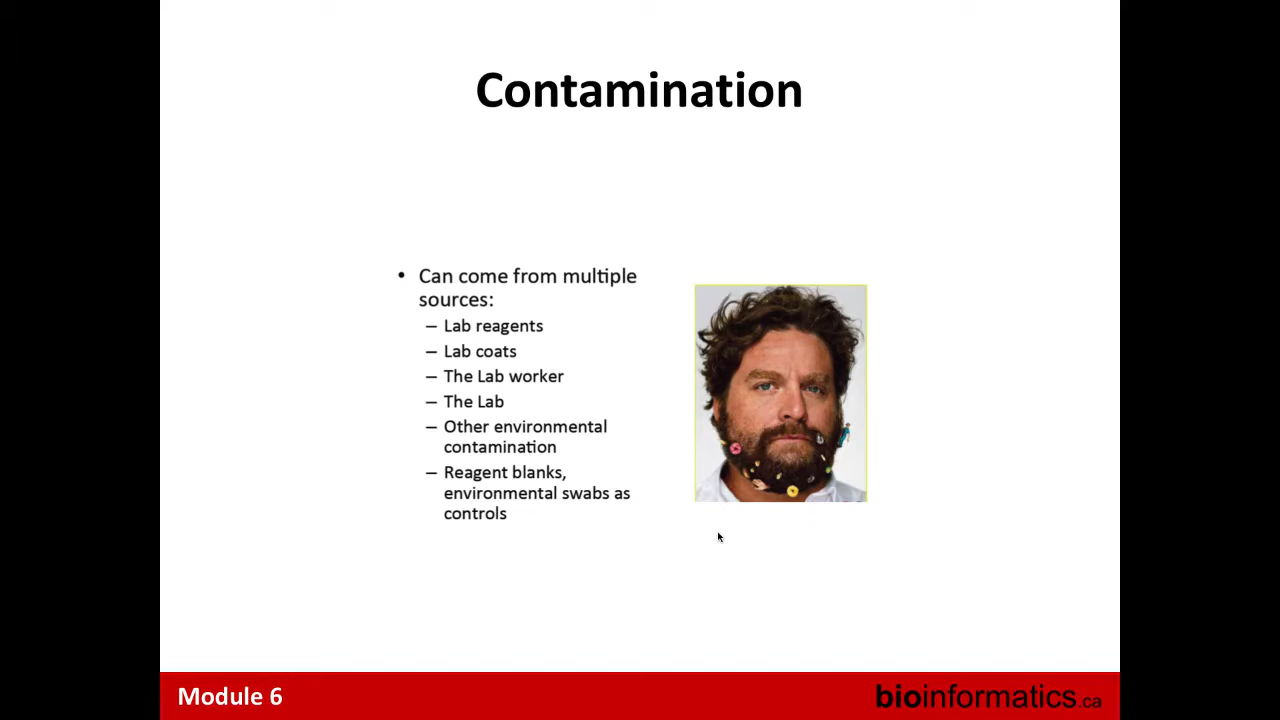 Contamination
• Can come from multiple
sources:
– Lab reagents
– Lab coats
– The Lab worker
– The Lab
– Other environmental
contamination
– Reagent blanks,
environmental swabs as
controls
Module 6
bioinformatics.ca